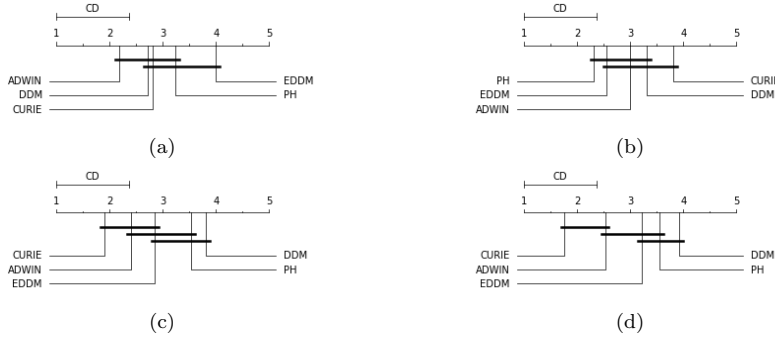 CD
1 2 3 4 5
ADWIN EDDM
DDM PH
CURIE
(a)
CD
1 2 3 4 5
PH CURIE
EDDM DDM
ADWIN
(b)
CD
1 2 3 4 5
CURIE DDM
ADWIN PH
EDDM
(c)
CD
1 2 3 4 5
CURIE DDM
ADWIN PH
EDDM
(d)